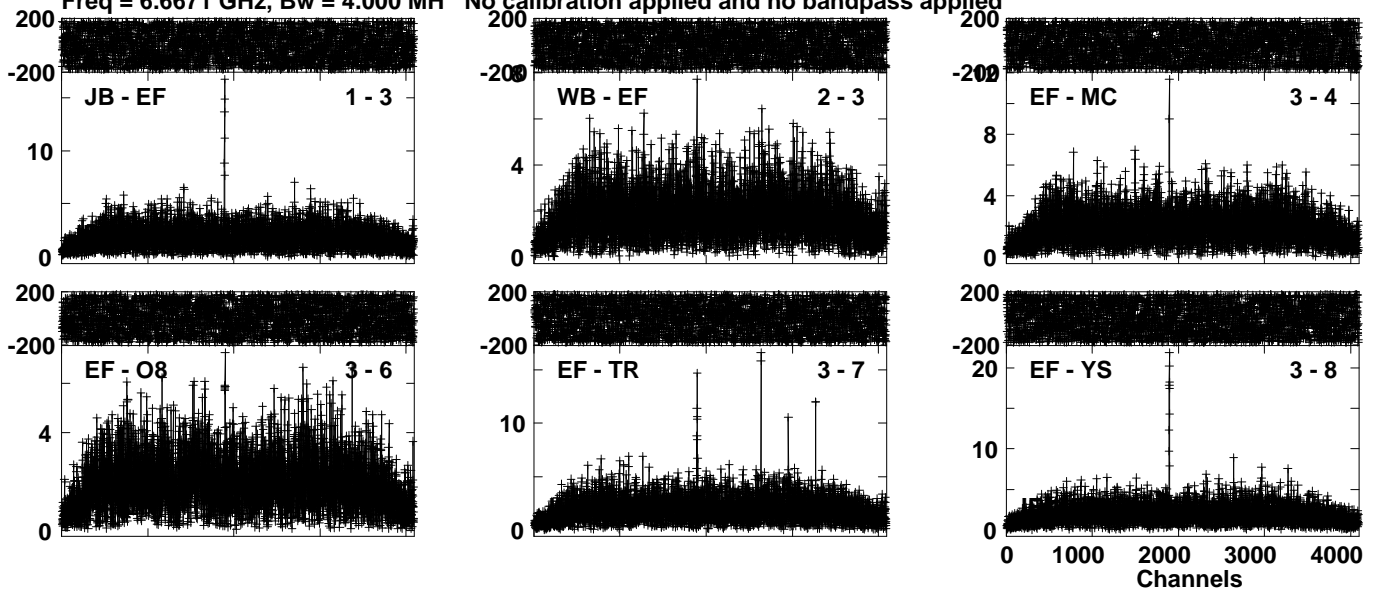 Freq = 6.6671 GHz, Bw = 4.000 MH No calibration applied and no bandpass applied
200
-200
JB - EF 1 - 3
10
0
-200
8
WB - EF 2 - 3
4
0
200
-200
12
EF - MC 3 - 4
8
4
0
200
-200
EF - O8 3 - 6
4
0
EF - TR 3 - 7
10
0
200
-200
EF - YS 3 - 8
20
10
0
0 1000 2000 3000 4000
Channels